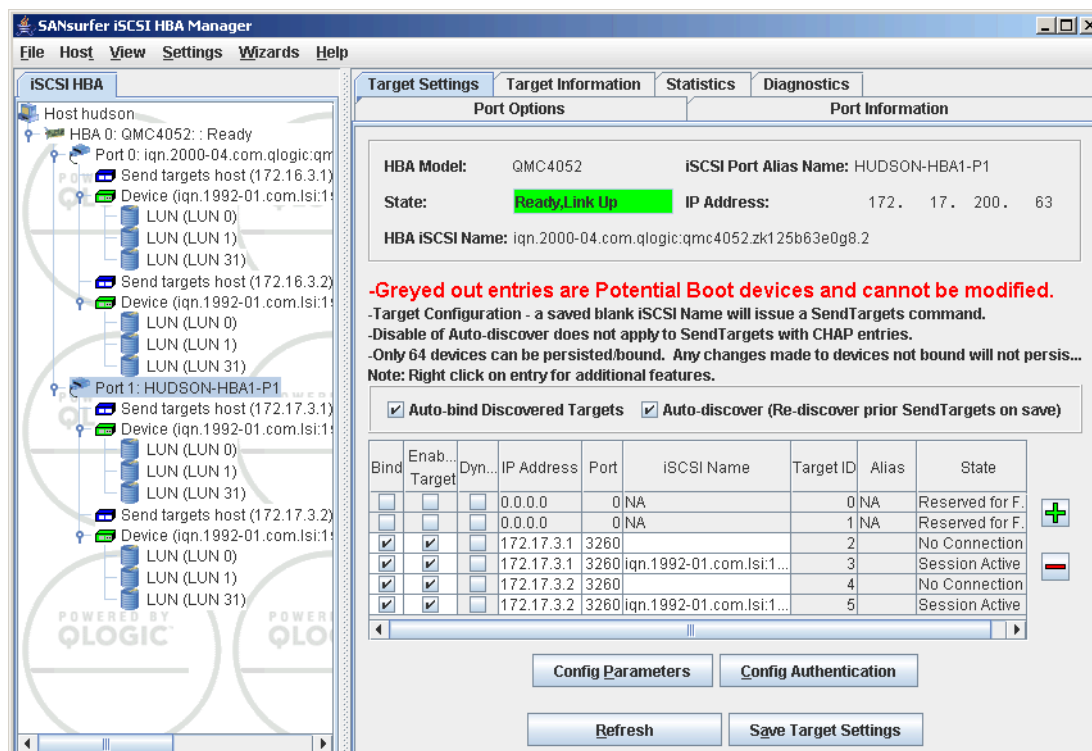 SANsurfer iSCSI HBA Manager
File Host View Settings Wizards Help
iSCSI HBA
Host hudson
HBA 0: QMC4052: : Ready
Port 0: iqn.2000-04.com.qlogic:qm
Send targets host (172.16.3.1)
Device (iqn.1992-01.com.lsi:1
LUN (LUN 0)
LUN (LUN 1)
LUN (LUN 31)
Send targets host (172.16.3.2)
Device (iqn.1992-01.com.lsi:1
LUN (LUN 0)
LUN (LUN 1)
LUN (LUN 31)
Port 1: HUDSON-HBA1-P1
Send targets host (172.17.3.1)
Device (iqn.1992-01.com.lsi:1
LUN (LUN 0)
LUN (LUN 1)
LUN (LUN 31)
Send targets host (172.17.3.2)
Device (iqn.1992-01.com.lsi:1
LUN (LUN 0)
LUN (LUN 1)
LUN (LUN 31)
POWERED BY
QLOGIC
Target Settings Target Information Statistics Diagnostics
Port Options Port Information
HBA Model: QMC4052 iSCSI Port Alias Name: HUDSON-HBA1-P1
State: Ready,Link Up IP Address: 172. 17. 200. 63
HBA iSCSI Name: iqn.2000-04.com.qlogic:qmc4052.zk125b63e0g8.2
-Greyed out entries are Potential Boot devices and cannot be modified.
-Target Configuration - a saved blank iSCSI Name will issue a SendTargets command.
-Disable of Auto-discover does not apply to SendTargets with CHAP entries.
-Only 64 devices can be persisted/bound. Any changes made to devices not bound will not persis...
Note: Right click on entry for additional features.
Auto-bind Discovered Targets Auto-discover (Re-discover prior SendTargets on save)
Bind Enab... Target Dyn... IP Address Port iSCSI Name Target ID Alias State
0.0.0.0 0 NA 0 NA Reserved for F.
0.0.0.0 0 NA 1 NA Reserved for F.
172.17.3.1 3260 2 No Connection
172.17.3.1 3260 iqn.1992-01.com.lsi:1... 3 Session Active
172.17.3.2 3260 4 No Connection
172.17.3.2 3260 iqn.1992-01.com.lsi:1... 5 Session Active
Config Parameters Config Authentication
Refresh Save Target Settings